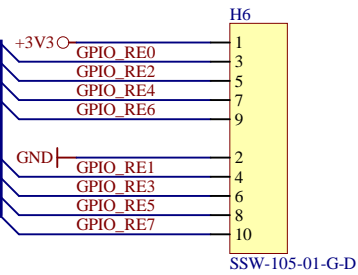 H6
+3V3 1
GPIO_RE0 3
GPIO_RE2 5
GPIO_RE4 7
GPIO_RE6 9
GND 2
GPIO_RE1 4
GPIO_RE3 6
GPIO_RE5 8
GPIO_RE7 10
SSW-105-01-G-D